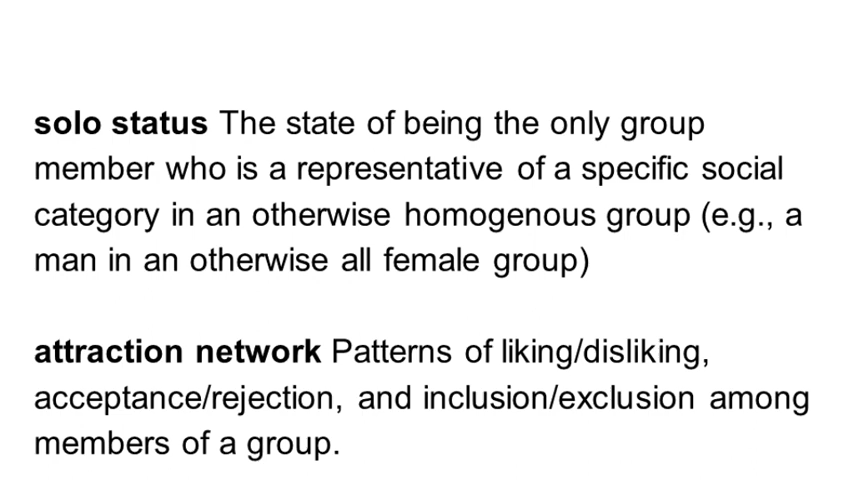 solo status The state of being the only group
member who is a representative of a specific social
category in an otherwise homogenous group (e.g., a
man in an otherwise all female group)
attraction network Patterns of liking/disliking,
acceptance/rejection, and inclusion/exclusion among
members of a group.